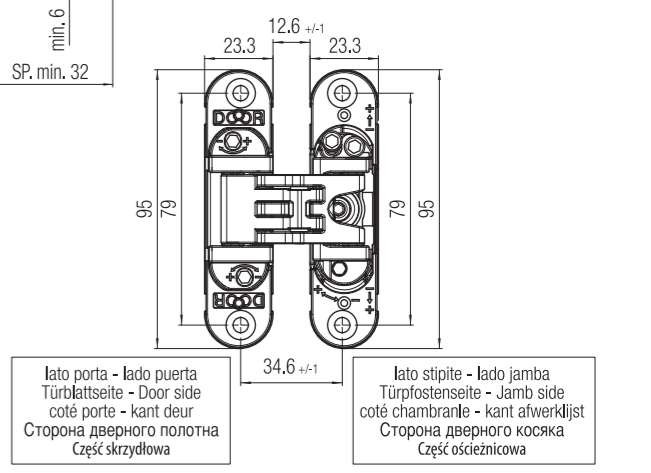 12.6 +/-1
min. 6
23.3
23.3
SP. min. 32
DOOR
95
79
79
95
DOOR
34.6 +/-1
lato porta - lado puerta
Türblattseite - Door side
coté porte - kant deur
Сторона дверного полотна
Część skrzydłowa
lato stipite - lado jamba
Türpfostenseite - Jamb side
coté chambranle - kant afwerklijst
Сторона дверного косяка
Część ościeżnicowa